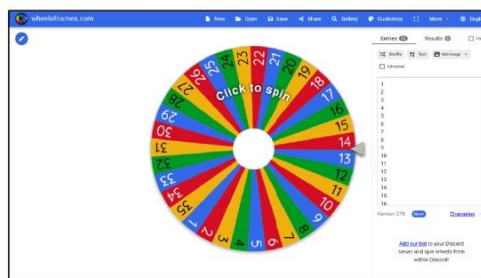 wheelofnames.com
New
Open
Save
Share
Gallery
Customize
More
Entries
Results
Shuffle
Sort
Add image
Advanced
Click to spin
22
21
20
19
18
17
16
15
14
13
12
11
10
9
8
7
6
5
4
3
2
1
35
34
33
32
31
30
29
28
27
26
25
24
23
1
2
3
4
5
6
7
8
9
10
11
12
13
14
15
16
Changelog
Add our bot to your Discord
server and spin wheels from
within Discord!